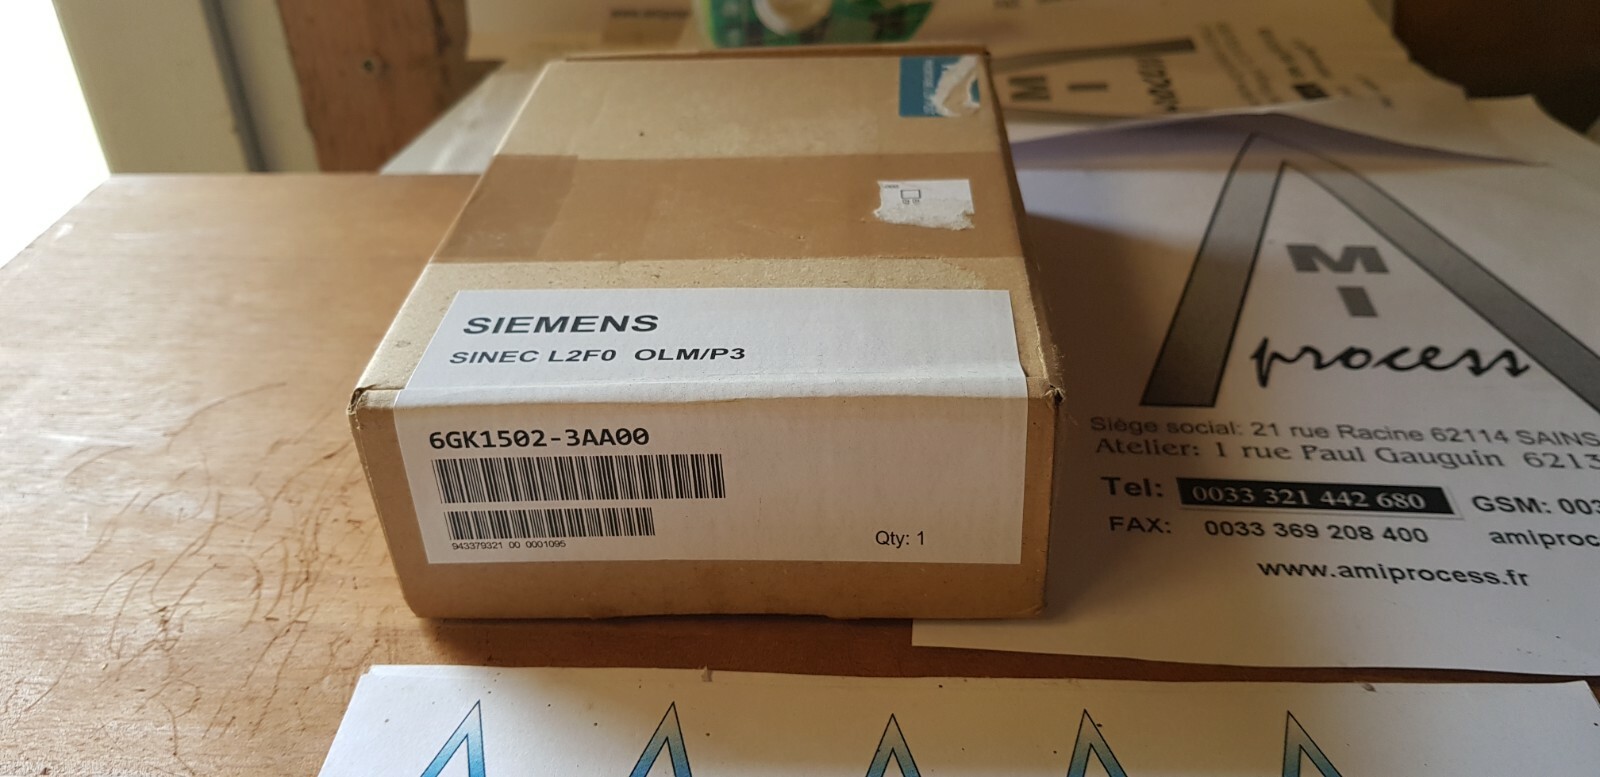 SIEMENS
SINEC L2F0 OLM/P3
6GK1502-3AA00
943379321 00 0001095
Qty: 1
M
I
process
M
I
process
Siège social: 21 rue Racine 62114 SAINS
Atelier: 1 rue Paul Gauguin 6213
Tel: 0033 321 442 680 GSM: 003
FAX: 0033 369 208 400 amiproc
www.amiprocess.fr